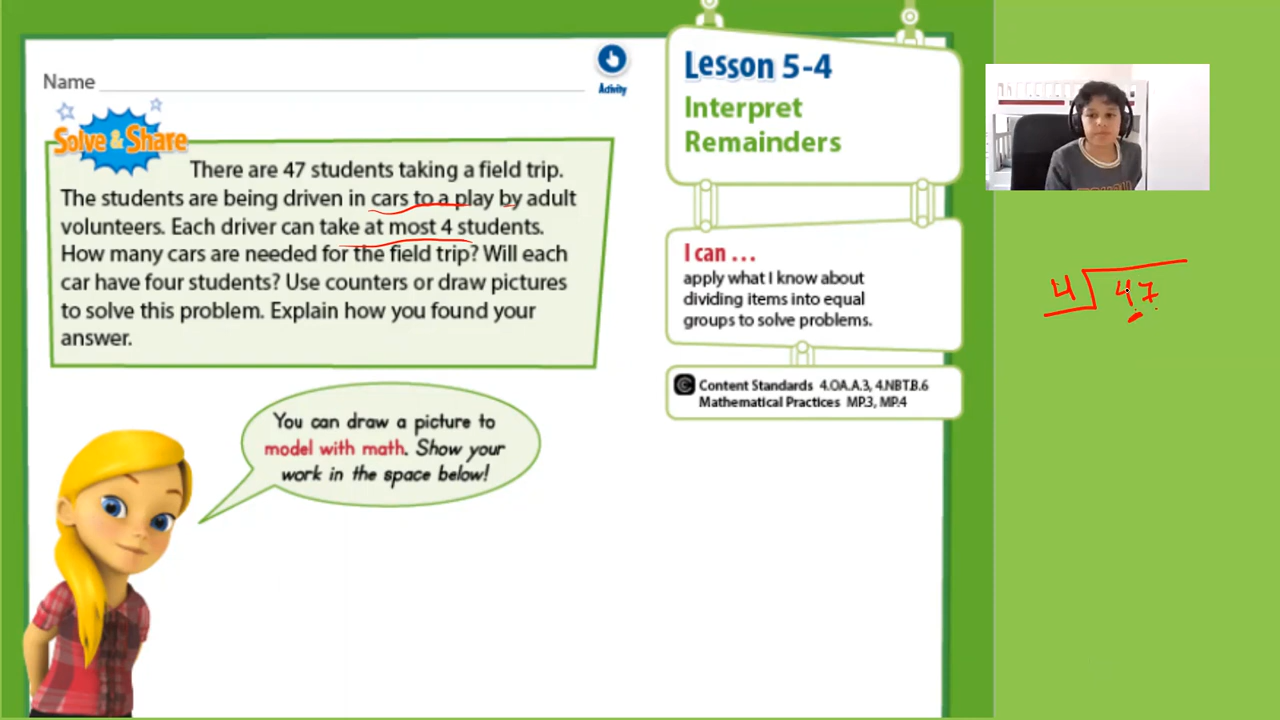 Name
Activity
Solve & Share
There are 47 students taking a field trip.
The students are being driven in cars to a play by adult
volunteers. Each driver can take at most 4 students.
How many cars are needed for the field trip? Will each
car have four students? Use counters or draw pictures
to solve this problem. Explain how you found your
answer.
You can draw a picture to
model with math. Show your
work in the space below!
Lesson 5-4
Interpret
Remainders
I can ...
apply what I know about
dividing items into equal
groups to solve problems.
Content Standards 4.OA.A.3, 4.NBT.B.6
Mathematical Practices MP.3, MP.4
4 47